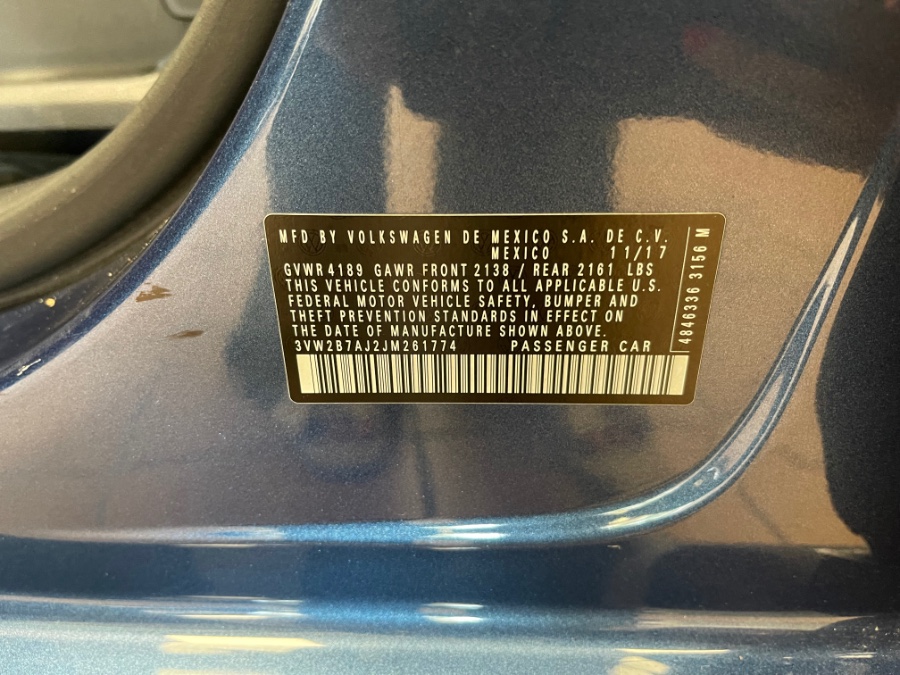 MFD BY VOLKSWAGEN DE MEXICO S.A. DE C.V.
MEXICO 11/17
GVWR 4189 GAWR FRONT 2138 / REAR 2161 LBS
THIS VEHICLE CONFORMS TO ALL APPLICABLE U.S.
FEDERAL MOTOR VEHICLE SAFETY, BUMPER AND
THEFT PREVENTION STANDARDS IN EFFECT ON
THE DATE OF MANUFACTURE SHOWN ABOVE.
3VW2B7AJ2JM261774 PASSENGER CAR
4846336 3156 M